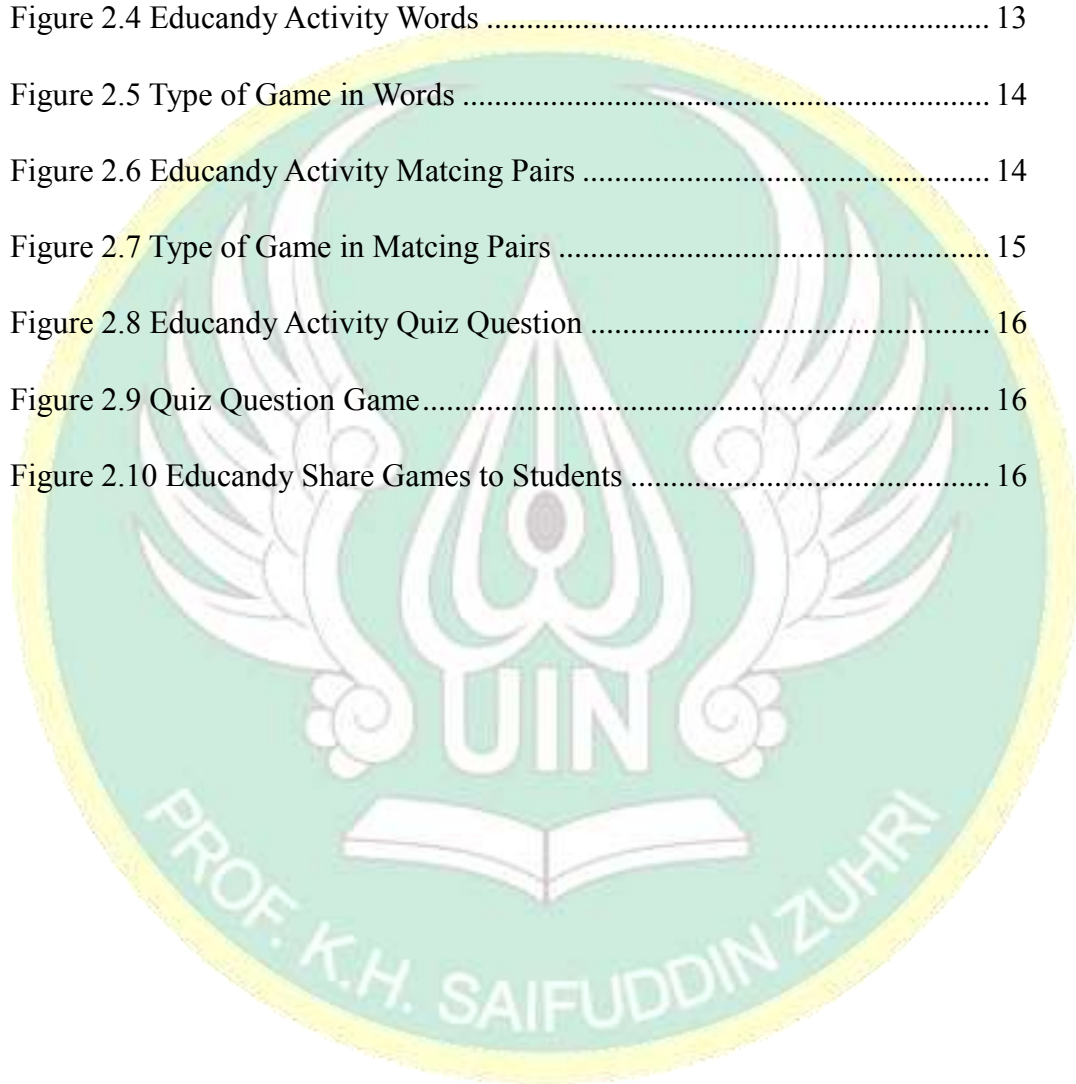 Figure 2.4 Educandy Activity Words ........................................................................ 13
Figure 2.5 Type of Game in Words ........................................................................... 14
Figure 2.6 Educandy Activity Matcing Pairs .......................................................... 14
Figure 2.7 Type of Game in Matcing Pairs ............................................................. 15
Figure 2.8 Educandy Activity Quiz Question ......................................................... 16
Figure 2.9 Quiz Question Game................................................................................. 16
Figure 2.10 Educandy Share Games to Students ................................................... 16
UIN
PROF. K.H. SAIFUDDIN ZUHRI